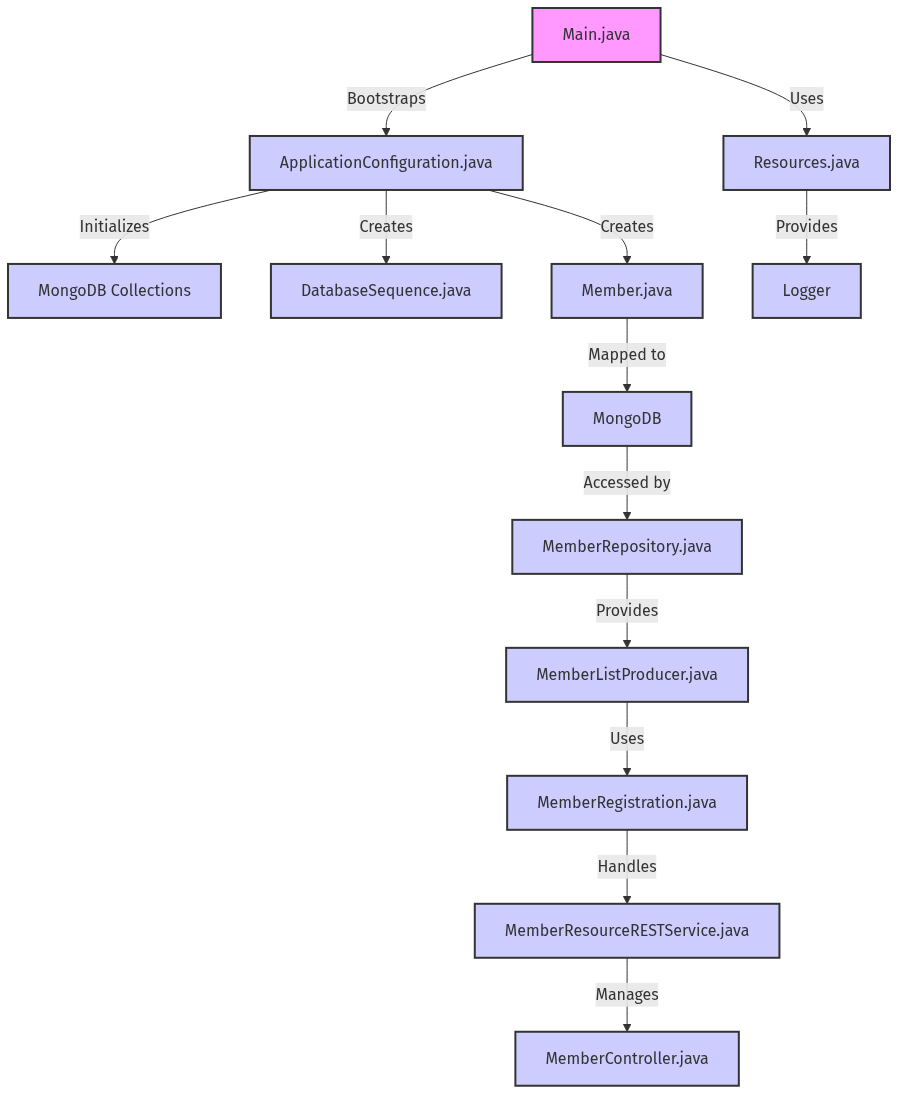 Main.java
Bootstraps
Uses
ApplicationConfiguration.java
Resources.java
Initializes
Creates
Creates
Provides
MongoDB Collections
DatabaseSequence.java
Member.java
Logger
Mapped to
MongoDB
Accessed by
MemberRepository.java
Provides
MemberListProducer.java
Uses
MemberRegistration.java
Handles
MemberResourceRESTService.java
Manages
MemberController.java